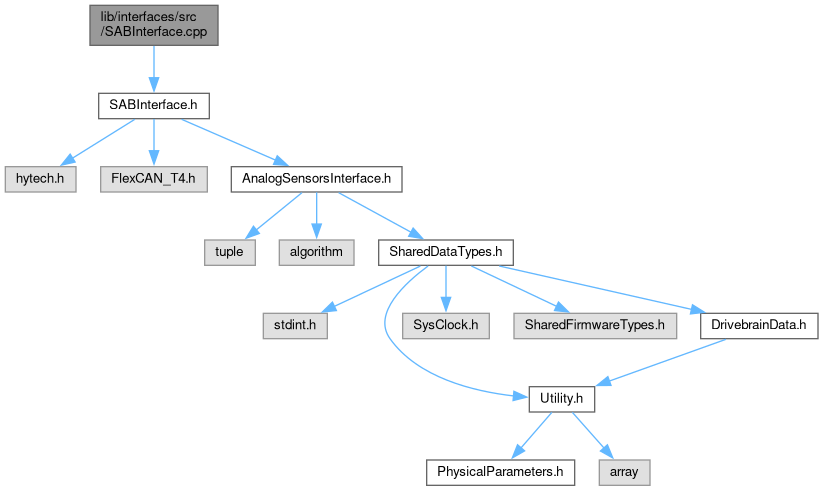 lib/interfaces/src
/SABInterface.cpp
SABInterface.h
hytech.h
FlexCAN_T4.h
AnalogSensorsInterface.h
tuple
algorithm
SharedDataTypes.h
stdint.h
SysClock.h
SharedFirmwareTypes.h
DrivebrainData.h
Utility.h
PhysicalParameters.h
array